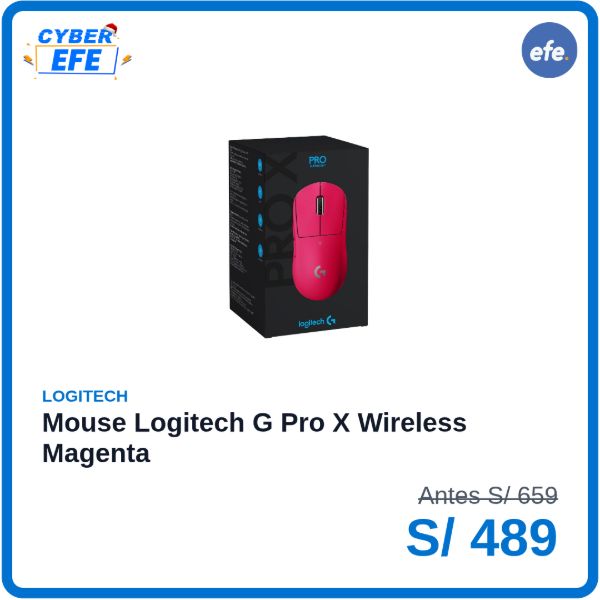 CYBER
EFE
efe.
PRO
PRO X
logitech G
LOGITECH
Mouse Logitech G Pro X Wireless
Magenta
Antes S/ 659
S/ 489